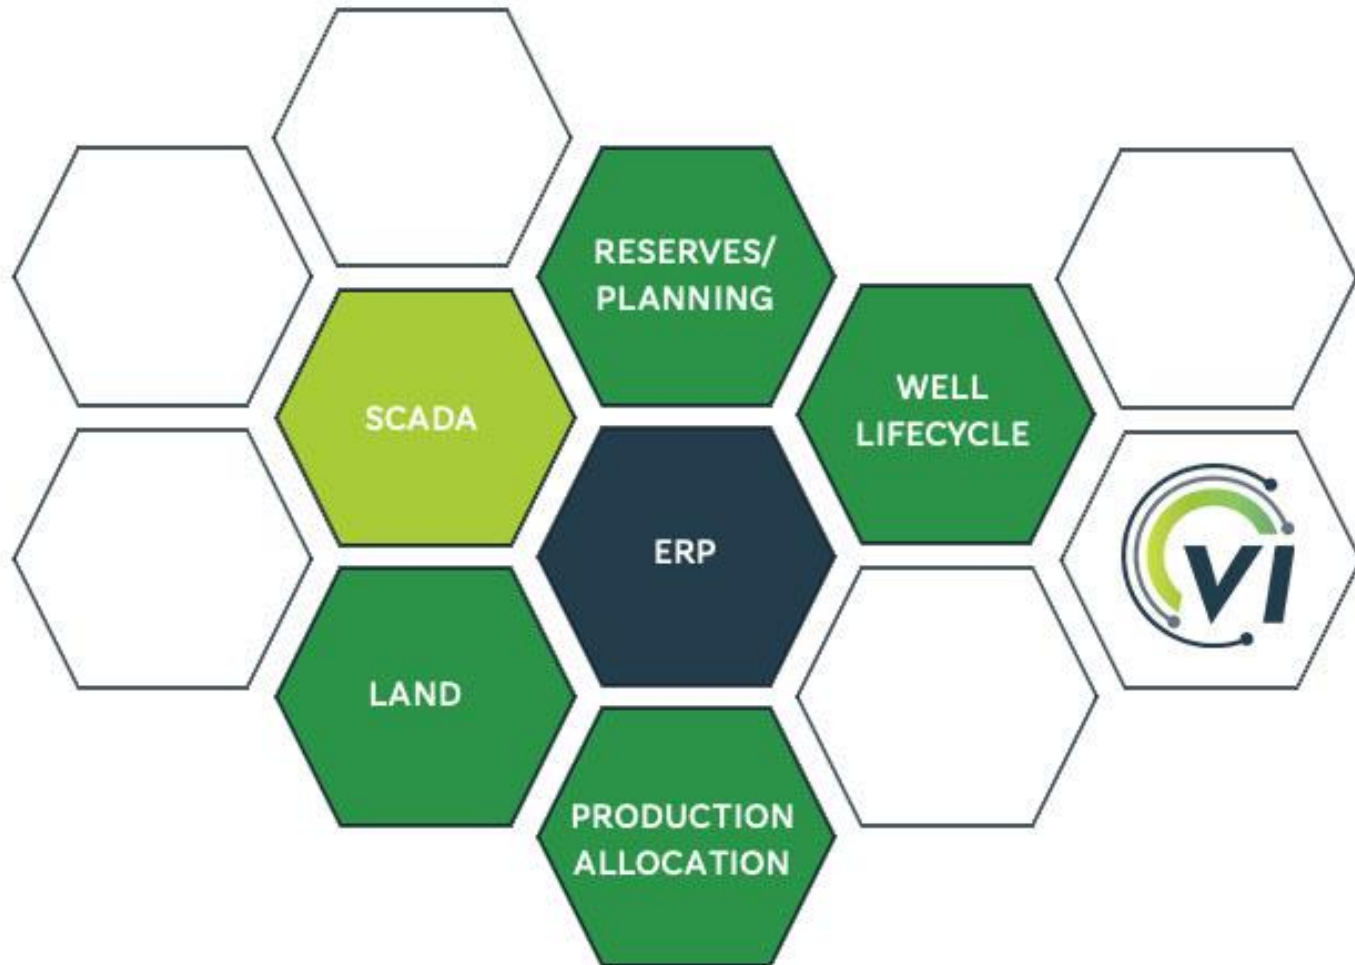 RESERVES/
PLANNING
WELL
LIFECYCLE
SCADA
ERP
VI
LAND
PRODUCTION
ALLOCATION